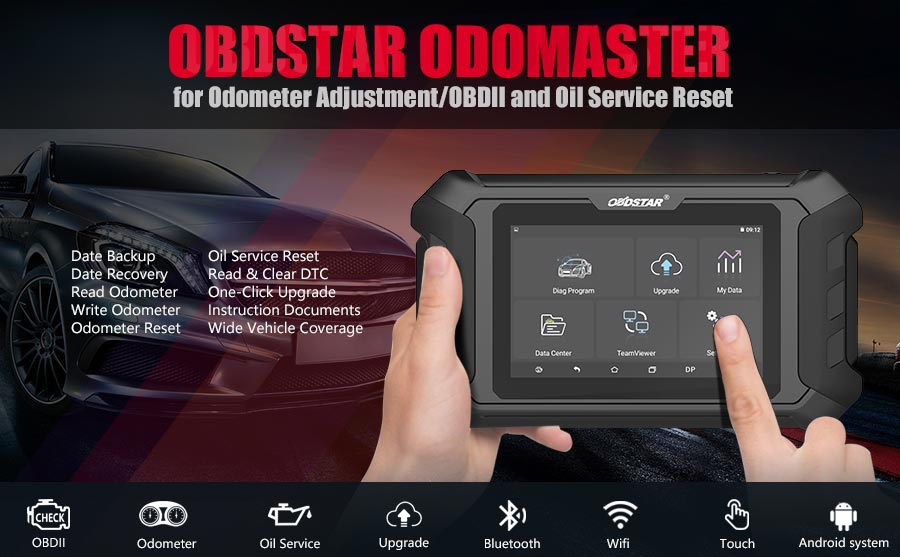 OBDSTAR ODOMASTER
for Odometer Adjustment/OBDII and Oil Service Reset
Date Backup
Date Recovery
Read Odometer
Write Odometer
Odometer Reset
Oil Service Reset
Read & Clear DTC
One-Click Upgrade
Instruction Documents
Wide Vehicle Coverage
OBDSTAR®
09:12
Diag Program
Upgrade
My Data
Data Center
TeamViewer
DP
CHECK
OBDII
Odometer
Oil Service
Upgrade
Bluetooth
Wifi
Touch
Android system